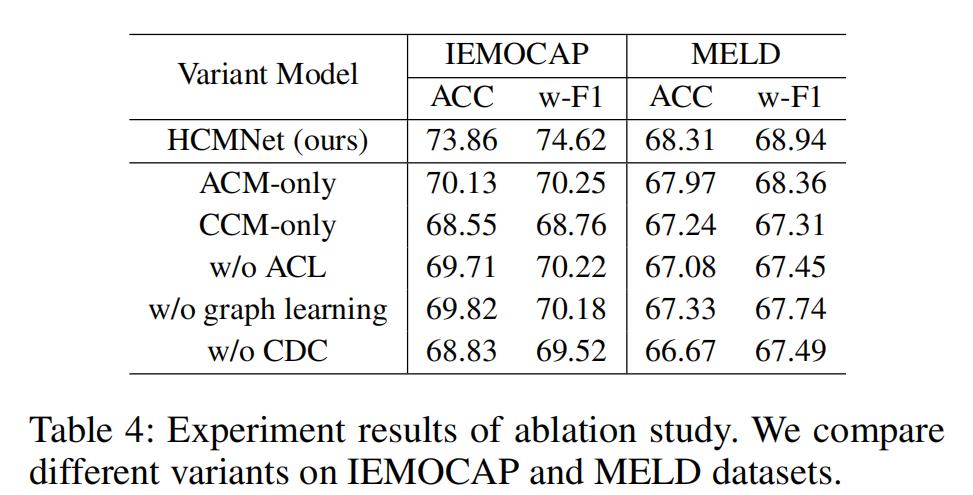 Variant Model IEMOCAP MELD
ACC w-F1 ACC w-F1
HCMNet (ours) 73.86 74.62 68.31 68.94
ACM-only 70.13 70.25 67.97 68.36
CCM-only 68.55 68.76 67.24 67.31
w/o ACL 69.71 70.22 67.08 67.45
w/o graph learning 69.82 70.18 67.33 67.74
w/o CDC 68.83 69.52 66.67 67.49
Table 4: Experiment results of ablation study. We compare
different variants on IEMOCAP and MELD datasets.